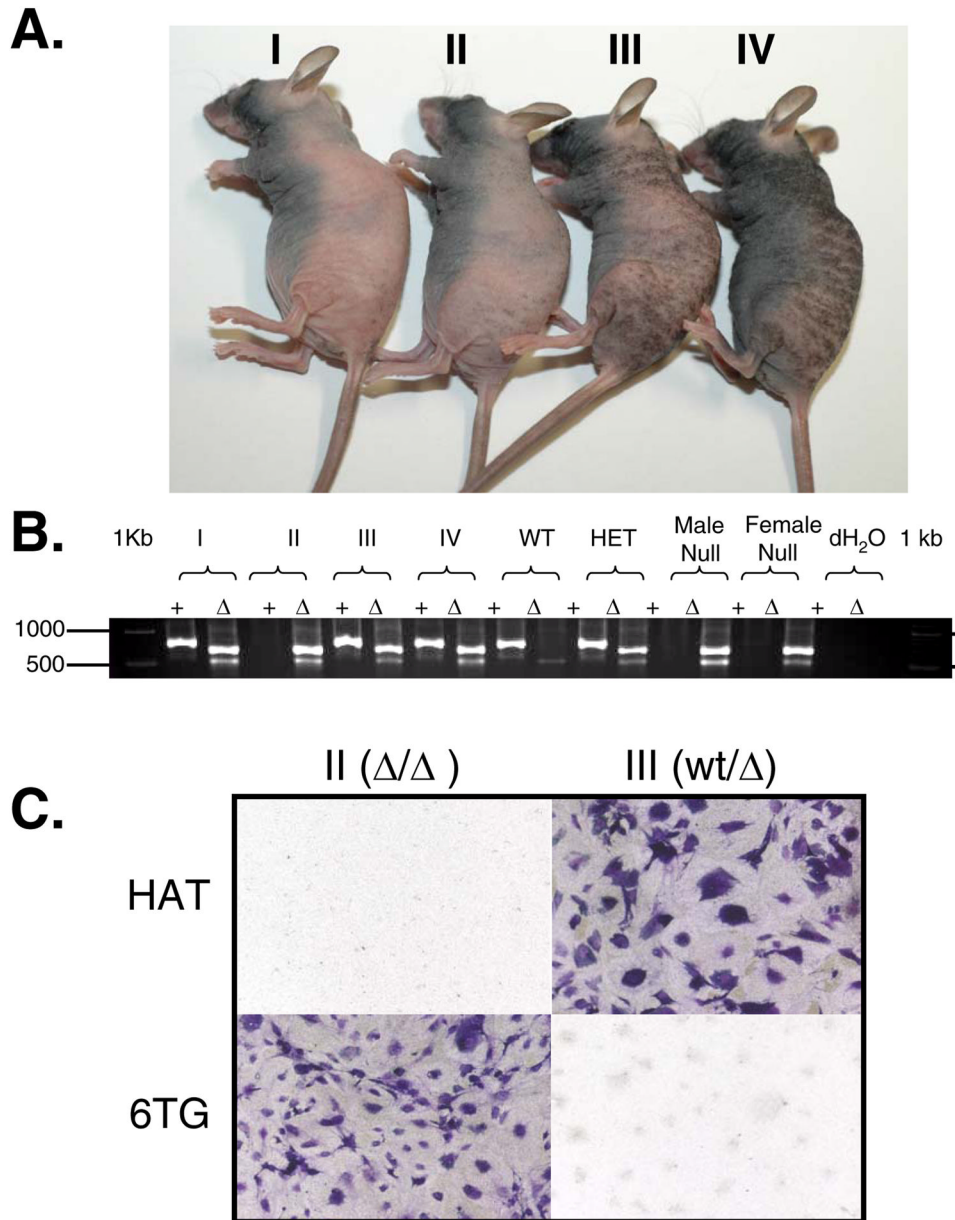 A.
I II III IV
B.
1Kb I II III IV WT HET Male Null Female Null dH₂O 1 kb
+ Δ + Δ + Δ + Δ + Δ + Δ + Δ + Δ + Δ
1000
500
II (Δ/Δ ) III (wt/Δ)
C.
HAT
6TG